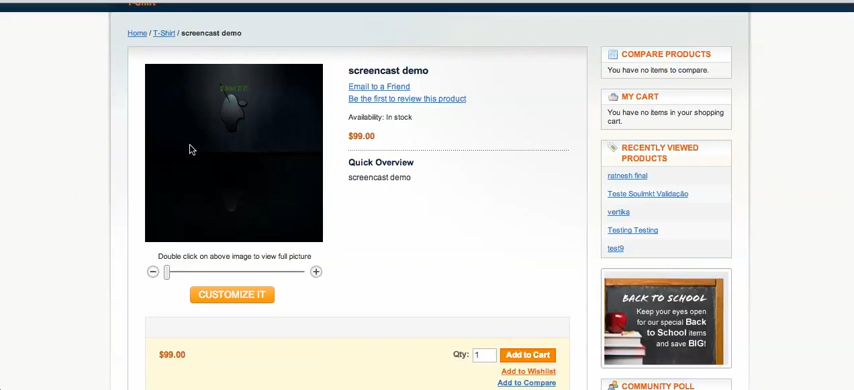 Home / T-Shirt / screencast demo
screencast demo
Email to a Friend
Be the first to review this product
Availability: In stock
$99.00
Quick Overview
screencast demo
Double click on above image to view full picture
CUSTOMIZE IT
$99.00
Qty: 1 Add to Cart
Add to Wishlist
Add to Compare
COMPARE PRODUCTS
You have no items to compare.
MY CART
You have no items in your shopping
cart.
RECENTLY VIEWED
PRODUCTS
ratnesh final
Teste Soulmkt Validação
vertika
Testing Testing
test9
BACK TO SCHOOL
Keep your eyes open
for our special Back
to School items
and save BIG!
COMMUNITY POLL